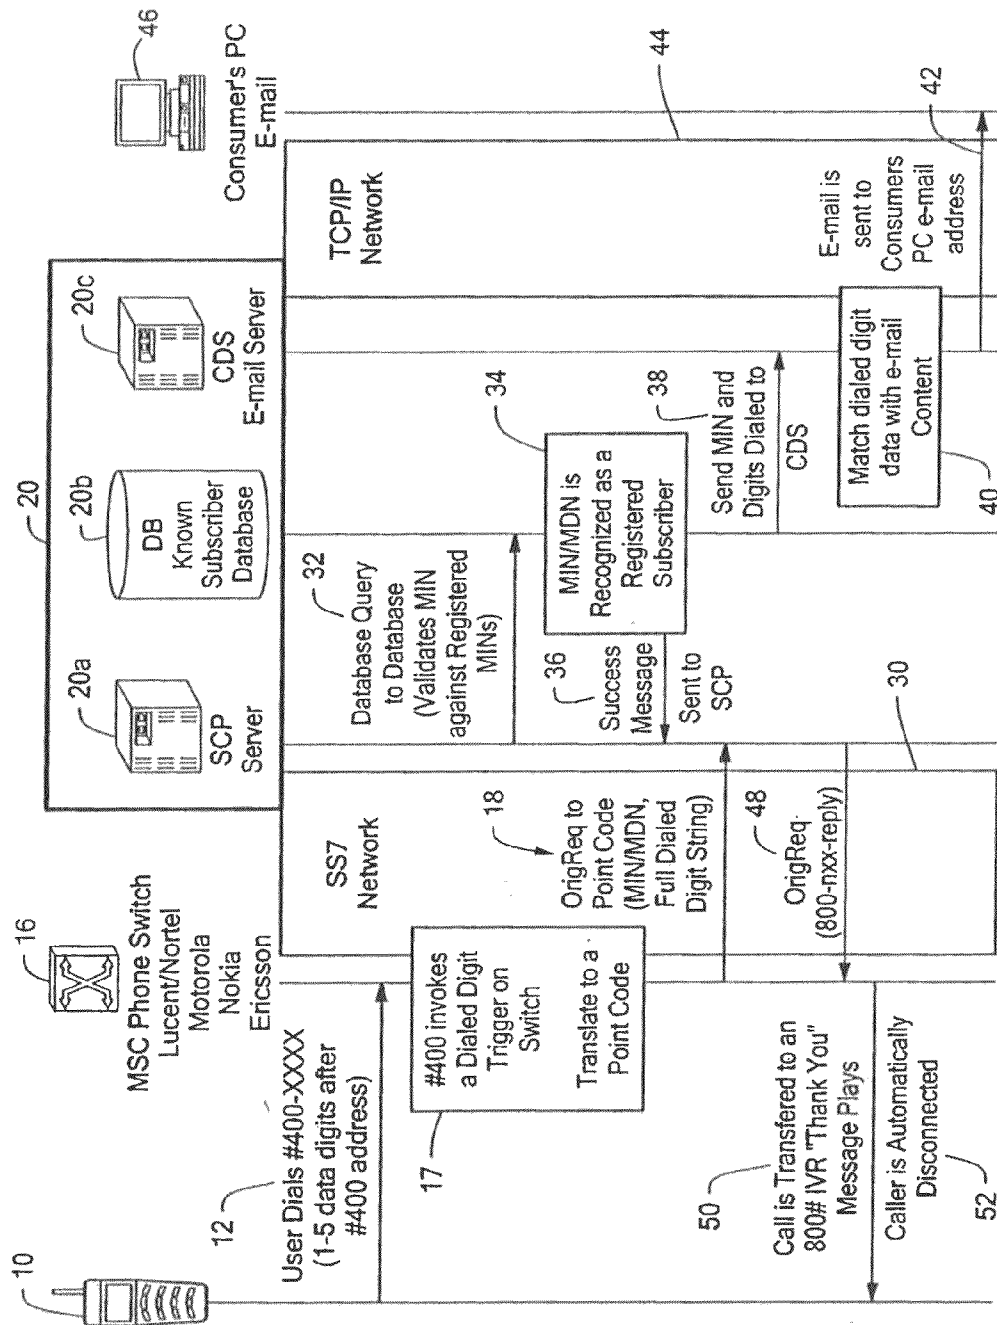 10
16
MSC Phone Switch
Lucent/Nortel
Motorola
Nokia
Ericsson
20
20a
SCP
Server
20b
DB
Known
Subscriber
Database
20c
CDS
E-mail Server
46
Consumer's PC
E-mail
12
User Dials #400-XXXX
(1-5 data digits after
#400 address)
SS7
Network
TCP/IP
Network
44
17
#400 invokes
a Dialed Digit
Trigger on
Switch
Translate to a
Point Code
18
OrigReq to
Point Code
(MIN/MDN,
Full Dialed
Digit String)
32
Database Query
to Database
(Validates MIN
against Registered
MINs)
34
MIN/MDN is
Recognized as a
Registered
Subscriber
36
Success
Message
Sent to
SCP
38
Send MIN and
Digits Dialed to
CDS
40
Match dialed digit
data with e-mail
Content
E-mail is
sent to
Consumers
PC e-mail
address
42
30
48
OrigReq
(800-nxx-reply)
50
Call is Transfered to an
800# IVR "Thank You"
Message Plays
Caller is Automatically
Disconnected
52